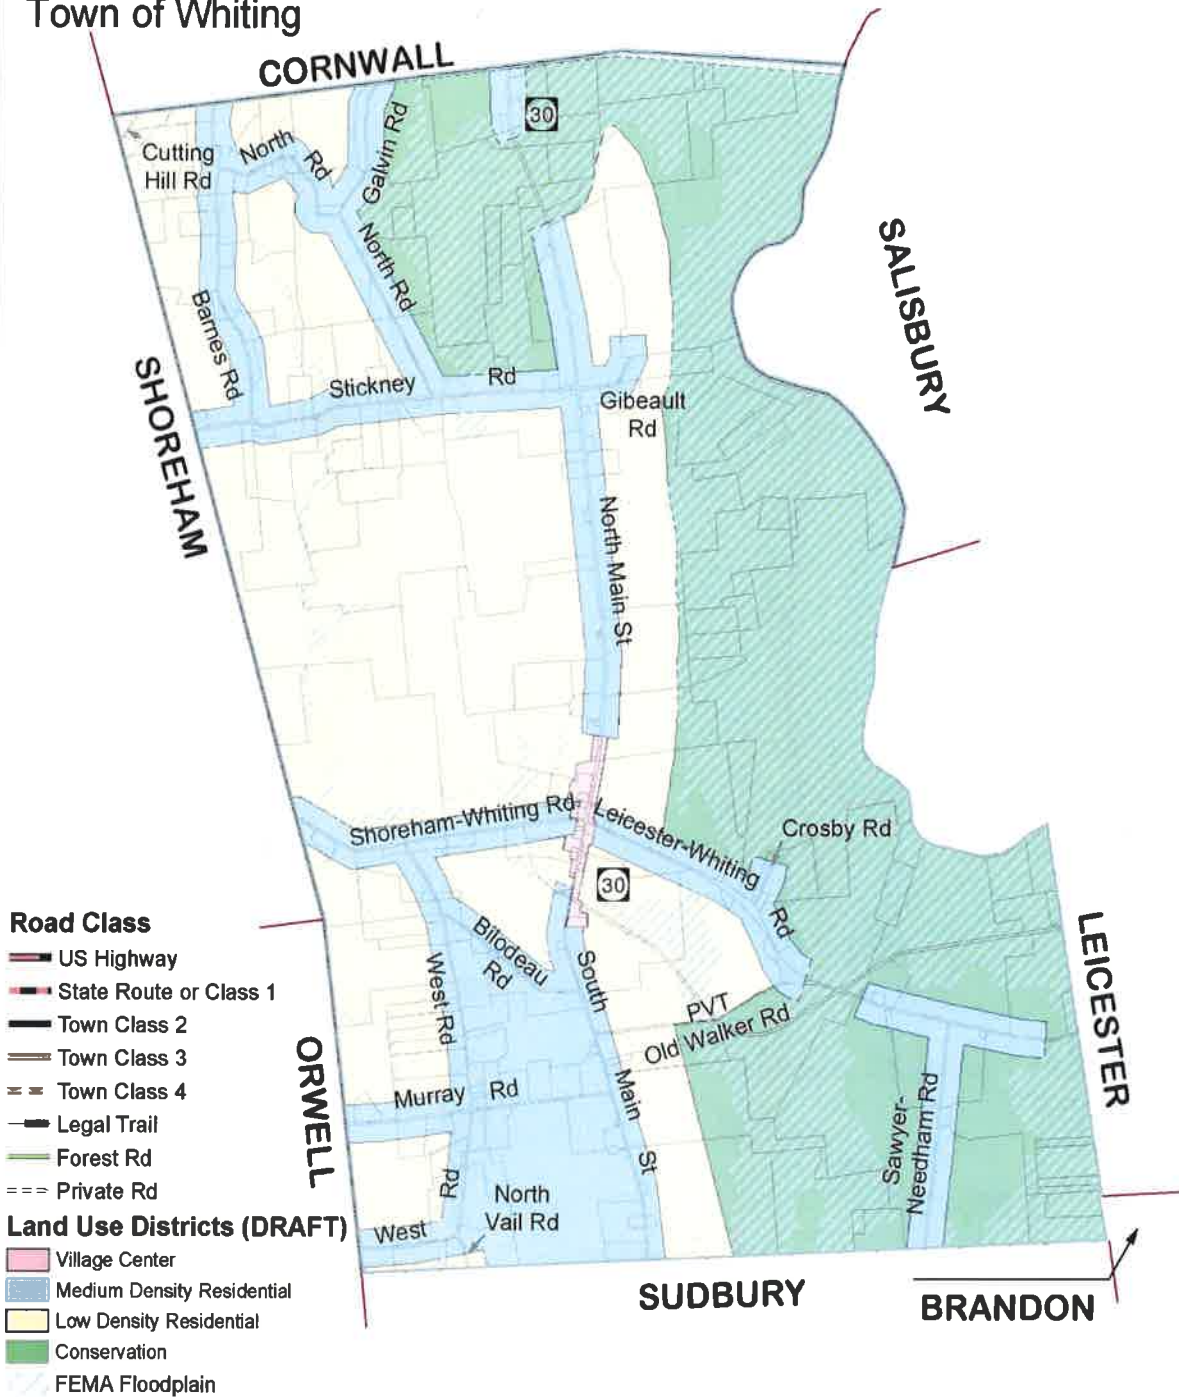 Town of Whiting
CORNWALL
30
Cutting
Hill Rd
North
Rd
Galvin Rd
North Rd
Barnes Rd
Stickney
Rd
Gibeault
Rd
SALISBURY
SHOREHAM
North Main St
Shoreham-Whiting Rd
Leicester-Whiting
Rd
Crosby Rd
30
Bilodeau
Rd
West Rd
South
Main
St
PVT
Old Walker Rd
LEICESTER
ORWELL
Murray
Rd
Sawyer-
Needham Rd
Rd
West
North
Vail Rd
SUDBURY
BRANDON
Road Class
US Highway
State Route or Class 1
Town Class 2
Town Class 3
Town Class 4
Legal Trail
Forest Rd
Private Rd
Land Use Districts (DRAFT)
Village Center
Medium Density Residential
Low Density Residential
Conservation
FEMA Floodplain